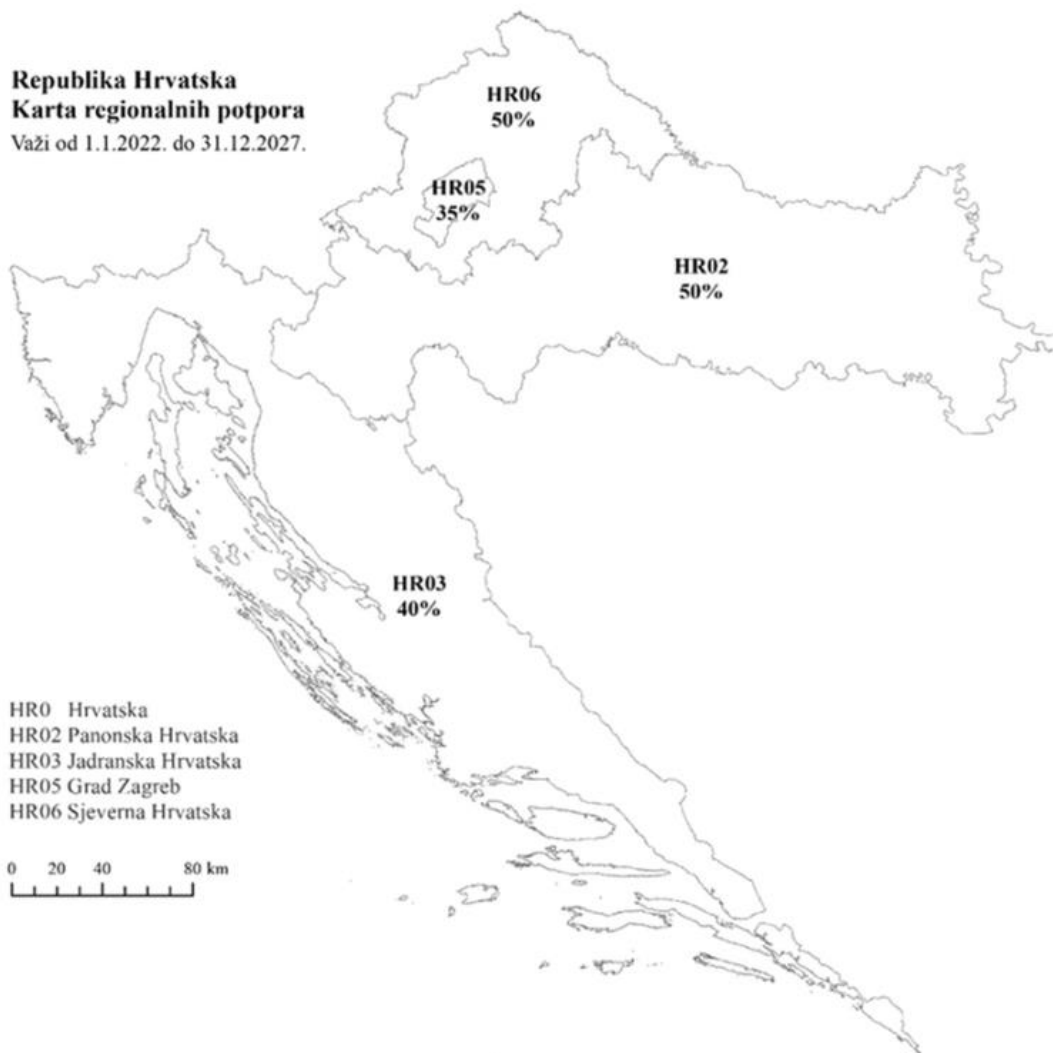 Republika Hrvatska
Karta regionalnih potpora
Važi od 1.1.2022. do 31.12.2027.
HR06
50%
HR05
35%
HR02
50%
HR03
40%
HR0 Hrvatska
HR02 Panonska Hrvatska
HR03 Jadranska Hrvatska
HR05 Grad Zagreb
HR06 Sjeverna Hrvatska
0 20 40 80 km